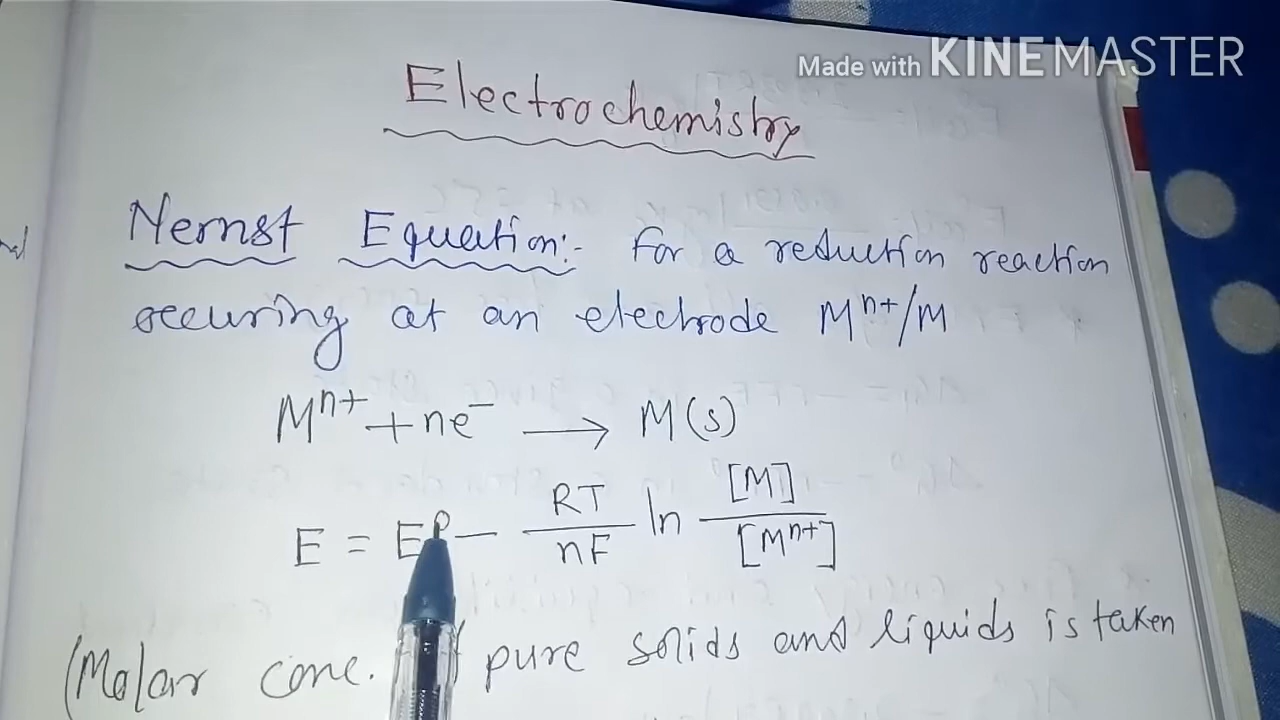 Made with KINEMASTER
Electrochemistry
Nernst Equation:- For a reduction reaction
occuring at an electrode Mⁿ⁺/M
Mⁿ⁺ + ne⁻ ⟶ M(s)
E = E⁰ - RT/nF ln [M]/[Mⁿ⁺]
(Molar conc. pure solids and liquids is taken